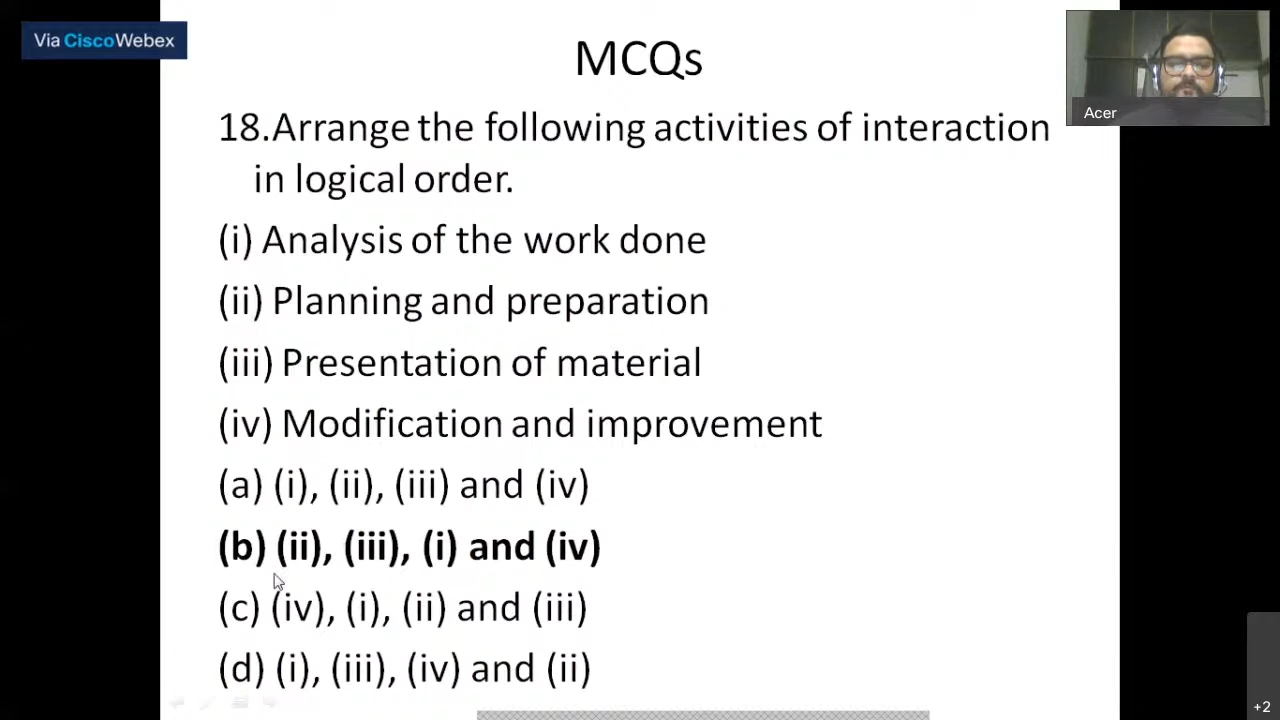 Via CiscoWebex
MCQs
Acer
18.Arrange the following activities of interaction
in logical order.
(i) Analysis of the work done
(ii) Planning and preparation
(iii) Presentation of material
(iv) Modification and improvement
(a) (i), (ii), (iii) and (iv)
(b) (ii), (iii), (i) and (iv)
(c) (iv), (i), (ii) and (iii)
(d) (i), (iii), (iv) and (ii)
+2